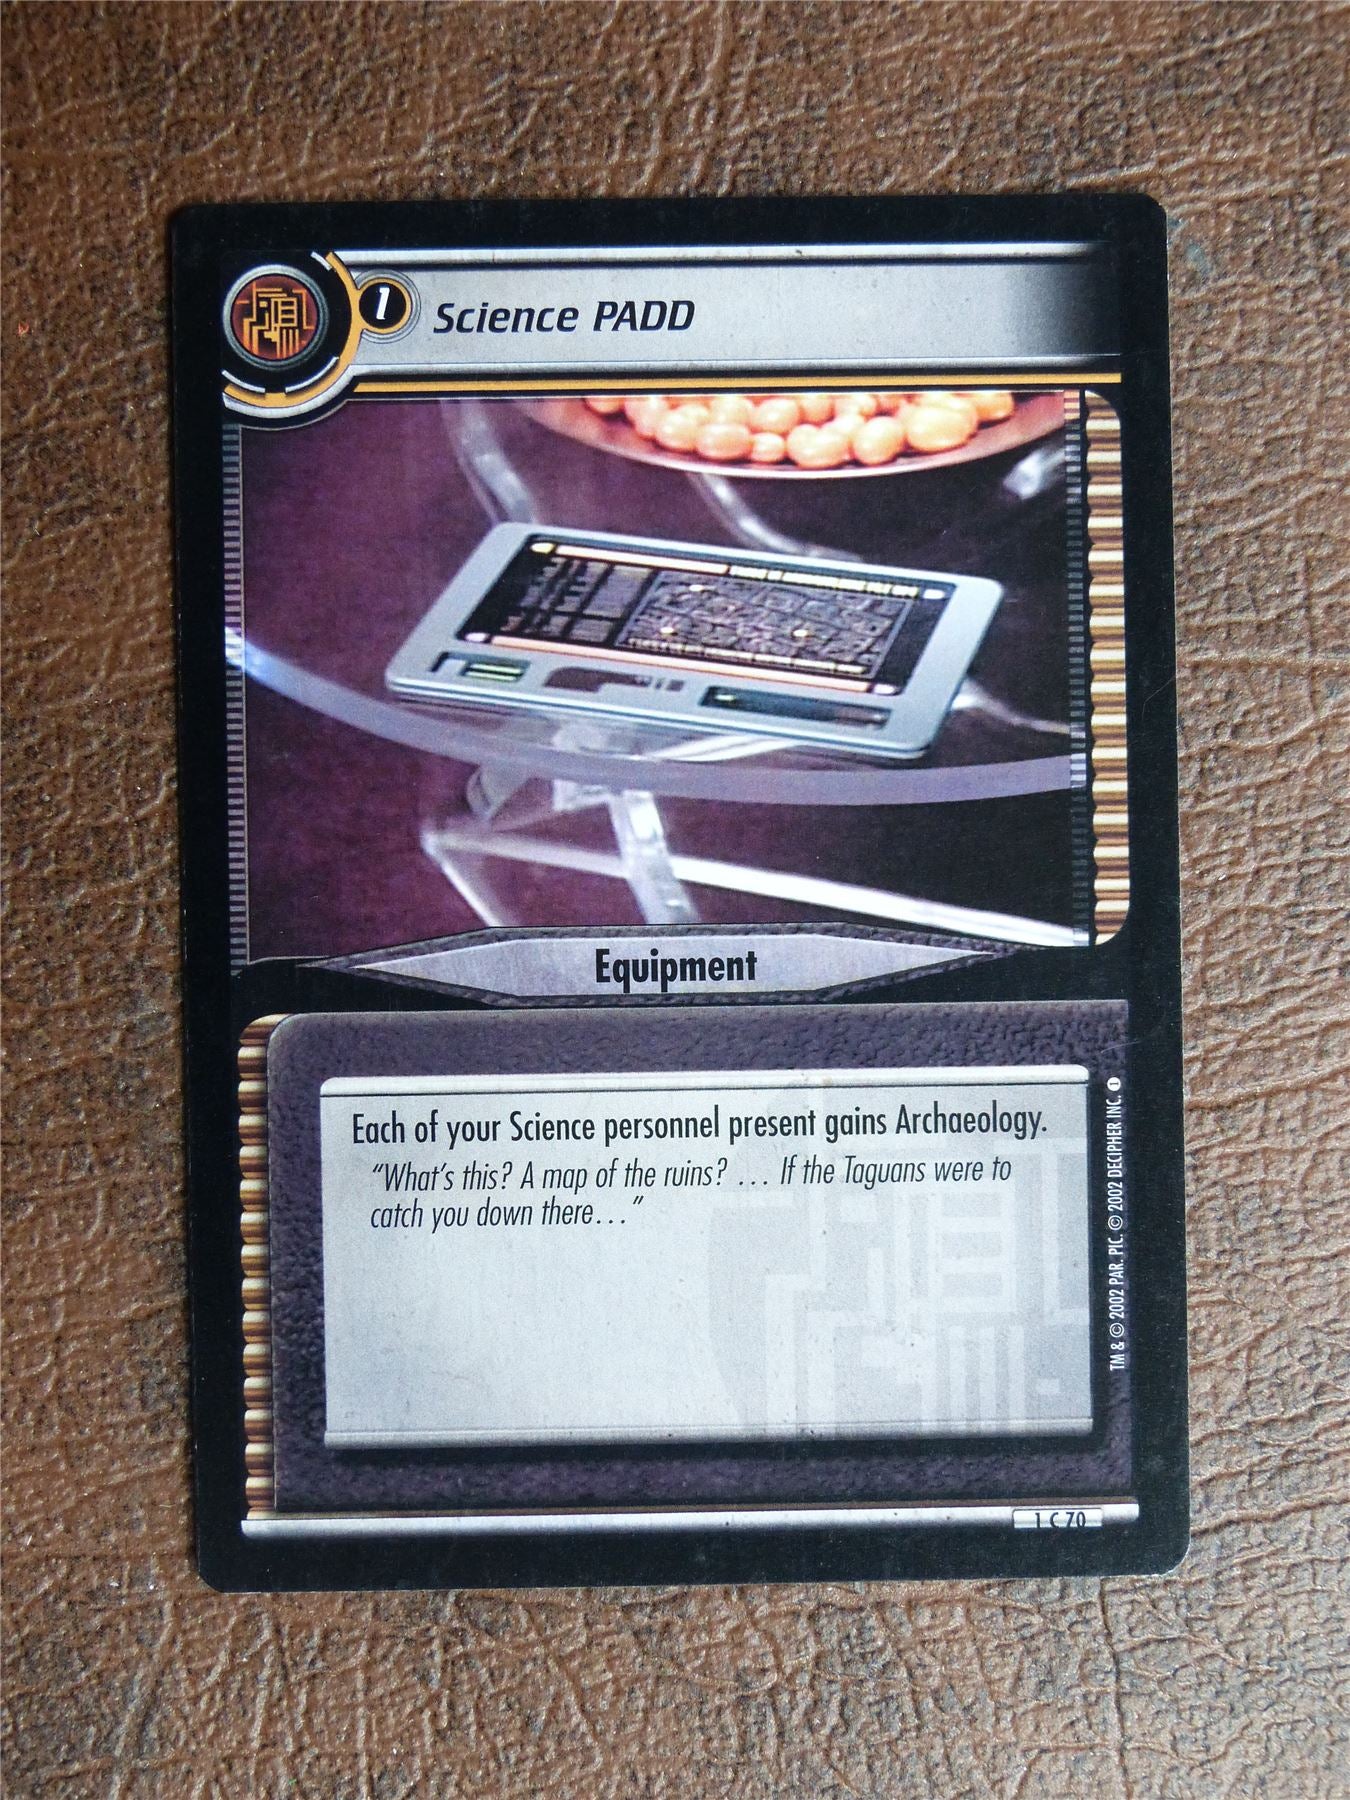 1
Science PADD
Equipment
Each of your Science personnel present gains Archaeology.
"What's this? A map of the ruins? ... If the Taguans were to
catch you down there..."
TM & © 2002 PAR. PIC. © 2002 DECIPHER INC.
1 C 70